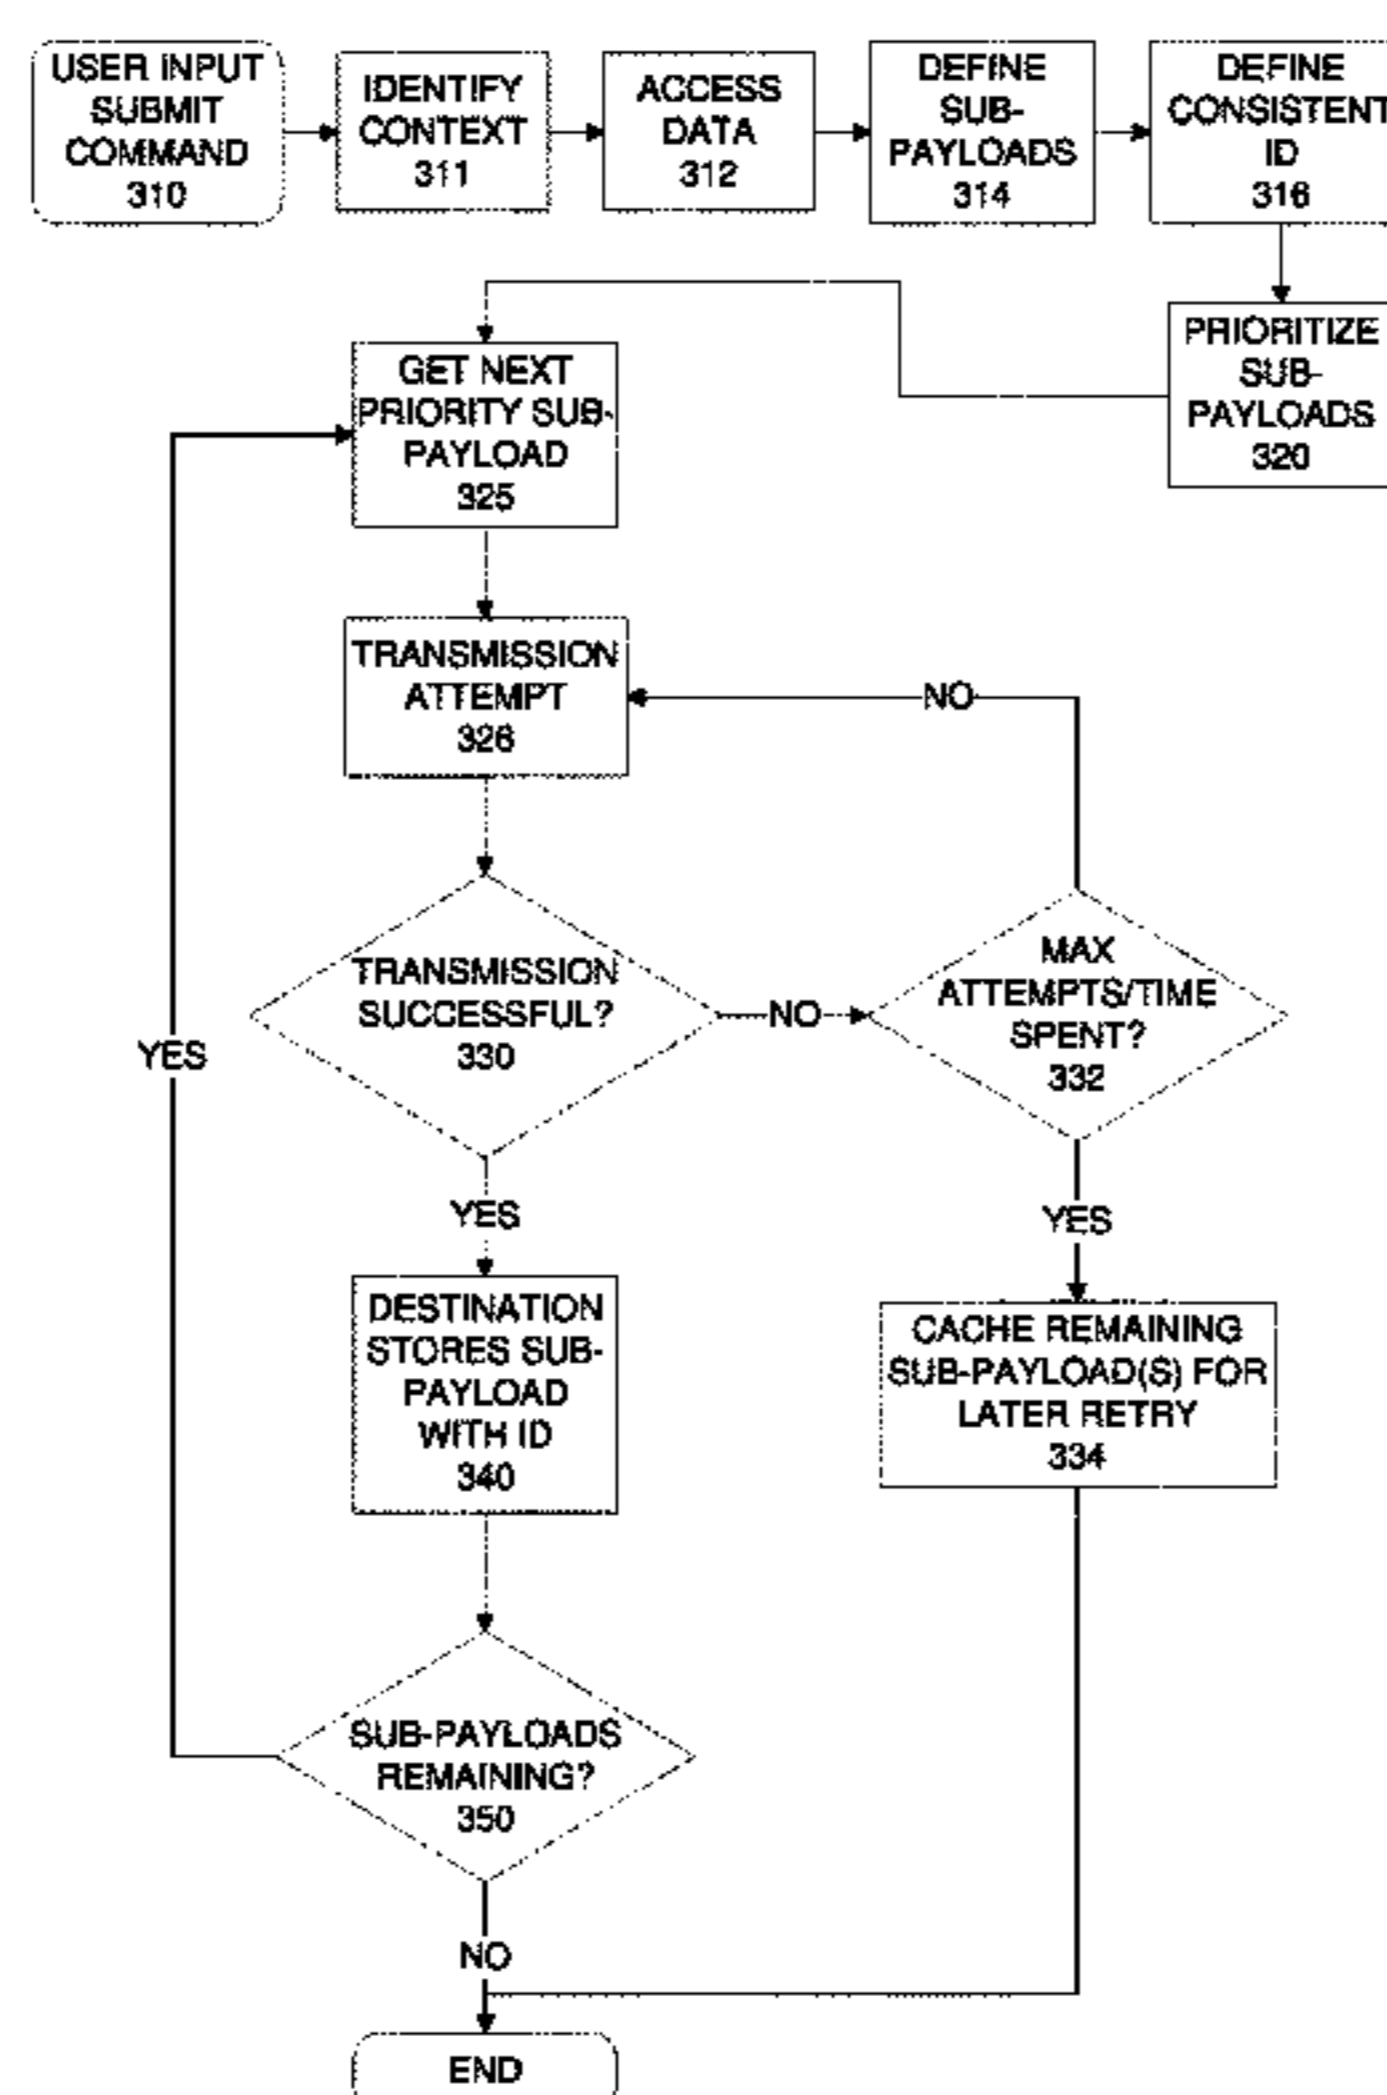 USER INPUT
SUBMIT
COMMAND
310
IDENTIFY
CONTEXT
311
ACCESS
DATA
312
DEFINE
SUB-
PAYLOADS
314
DEFINE
CONSISTENT
ID
316
PRIORITIZE
SUB-
PAYLOADS
320
GET NEXT
PRIORITY SUB-
PAYLOAD
325
TRANSMISSION
ATTEMPT
326
NO
TRANSMISSION
SUCCESSFUL?
330
NO
MAX
ATTEMPTS/TIME
SPENT?
332
YES
YES
YES
DESTINATION
STORES SUB-
PAYLOAD
WITH ID
340
CACHE REMAINING
SUB-PAYLOAD(S) FOR
LATER RETRY
334
SUB-PAYLOADS
REMAINING?
350
NO
END